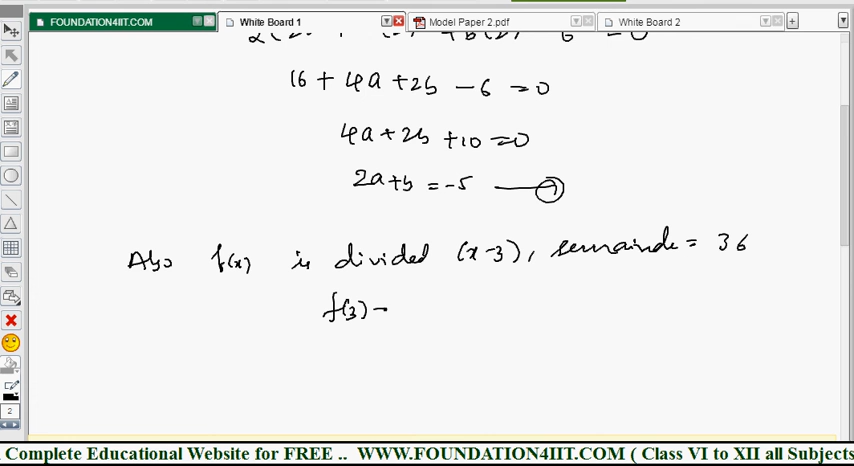 FOUNDATION4IIT.COM
White Board 1
Model Paper 2.pdf
White Board 2
16 + 4a + 2b - 6 = 0
4a + 2b + 10 = 0
2a + b = -5
Also f(x) is divided (x-3), remainde = 36
f(3) -
2
Complete Educational Website for FREE .. WWW.FOUNDATION4IIT.COM ( Class VI to XII all Subjects